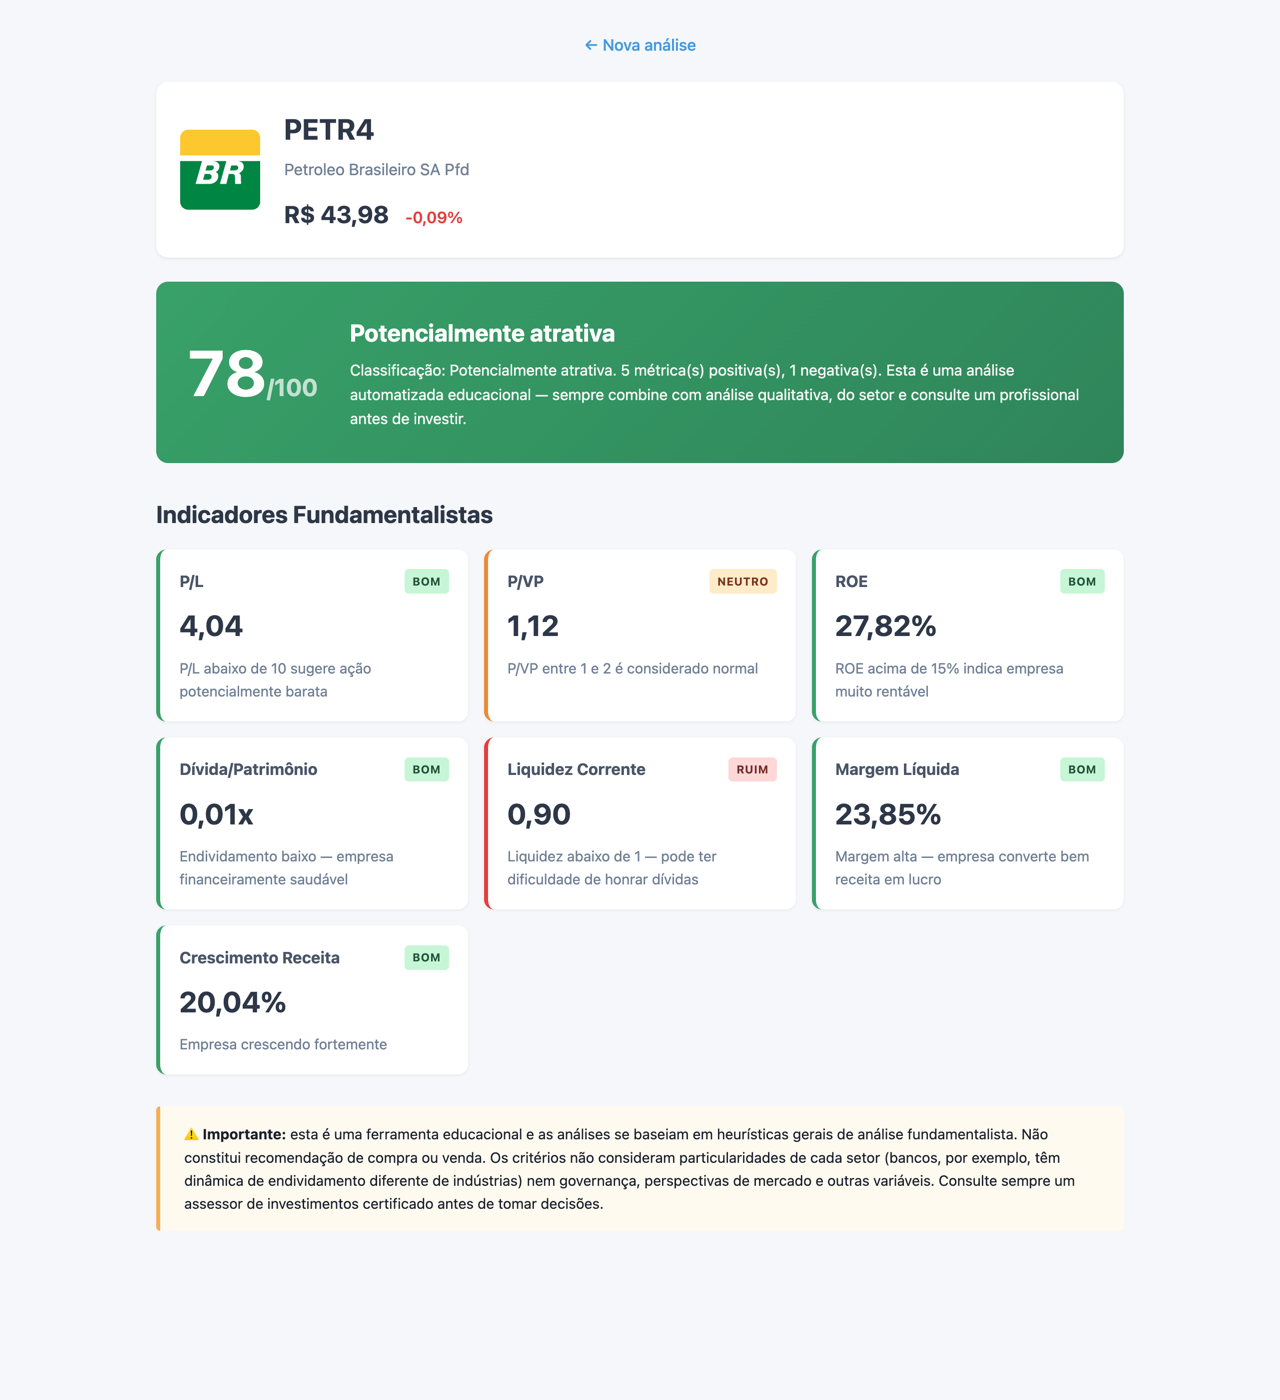 ← Nova análise
BR
PETR4
Petroleo Brasileiro SA Pfd
R$ 43,98 -0,09%
78/100
Potencialmente atrativa
Classificação: Potencialmente atrativa. 5 métrica(s) positiva(s), 1 negativa(s). Esta é uma análise
automatizada educacional — sempre combine com análise qualitativa, do setor e consulte um profissional
antes de investir.
Indicadores Fundamentalistas
P/L BOM
4,04
P/L abaixo de 10 sugere ação
potencialmente barata
P/VP NEUTRO
1,12
P/VP entre 1 e 2 é considerado normal
ROE BOM
27,82%
ROE acima de 15% indica empresa
muito rentável
Dívida/Patrimônio BOM
0,01x
Endividamento baixo — empresa
financeiramente saudável
Liquidez Corrente RUIM
0,90
Liquidez abaixo de 1 — pode ter
dificuldade de honrar dívidas
Margem Líquida BOM
23,85%
Margem alta — empresa converte bem
receita em lucro
Crescimento Receita BOM
20,04%
Empresa crescendo fortemente
⚠️ Importante: esta é uma ferramenta educacional e as análises se baseiam em heurísticas gerais de análise fundamentalista. Não
constitui recomendação de compra ou venda. Os critérios não consideram particularidades de cada setor (bancos, por exemplo, têm
dinâmica de endividamento diferente de indústrias) nem governança, perspectivas de mercado e outras variáveis. Consulte sempre um
assessor de investimentos certificado antes de tomar decisões.